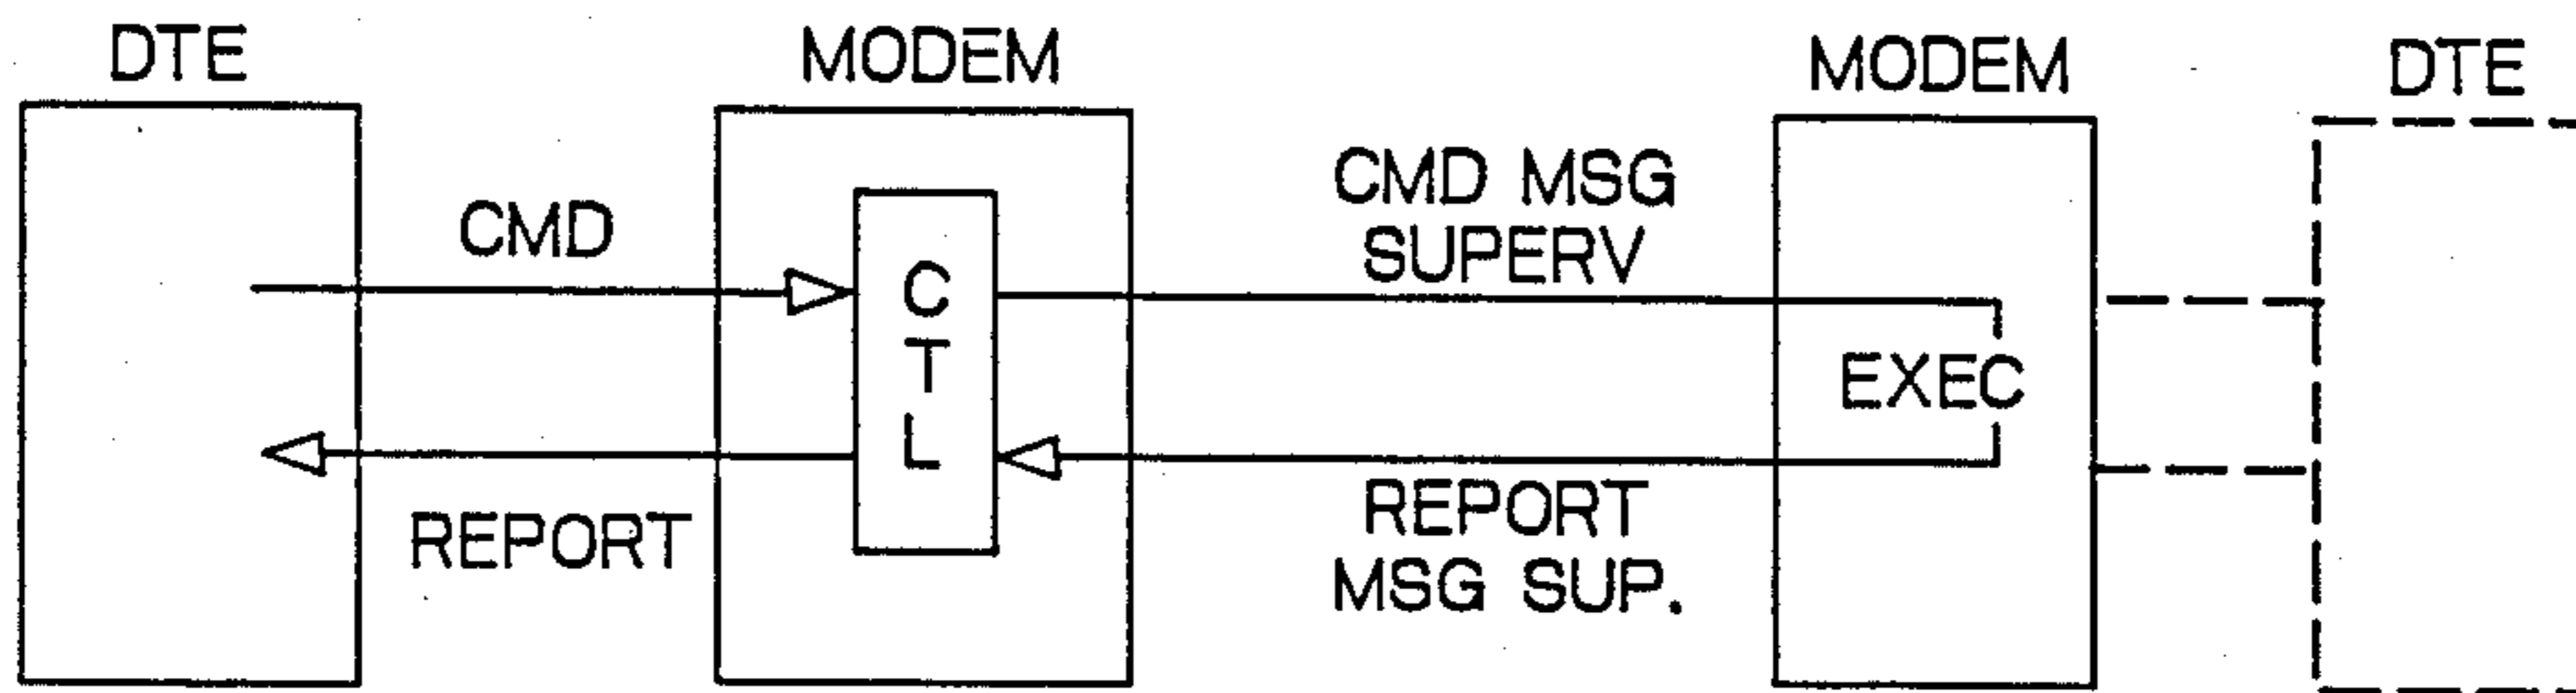 DTE
MODEM
MODEM
DTE
CMD
CMD MSG
SUPERV
C
T
L
EXEC
REPORT
REPORT
MSG SUP.